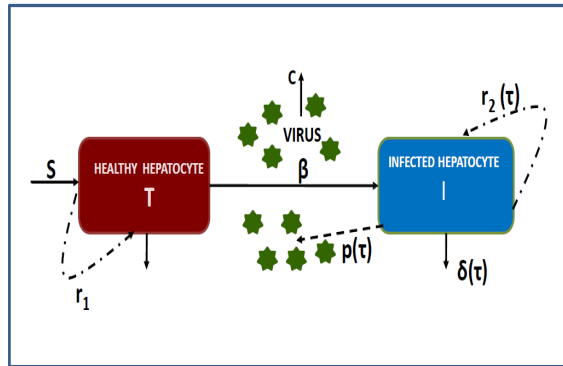 C
VIRUS
S
HEALTHY HEPATOCYTE
T
β
INFECTED HEPATOCYTE
I
r2 (τ)
p(τ)
δ(τ)
r1